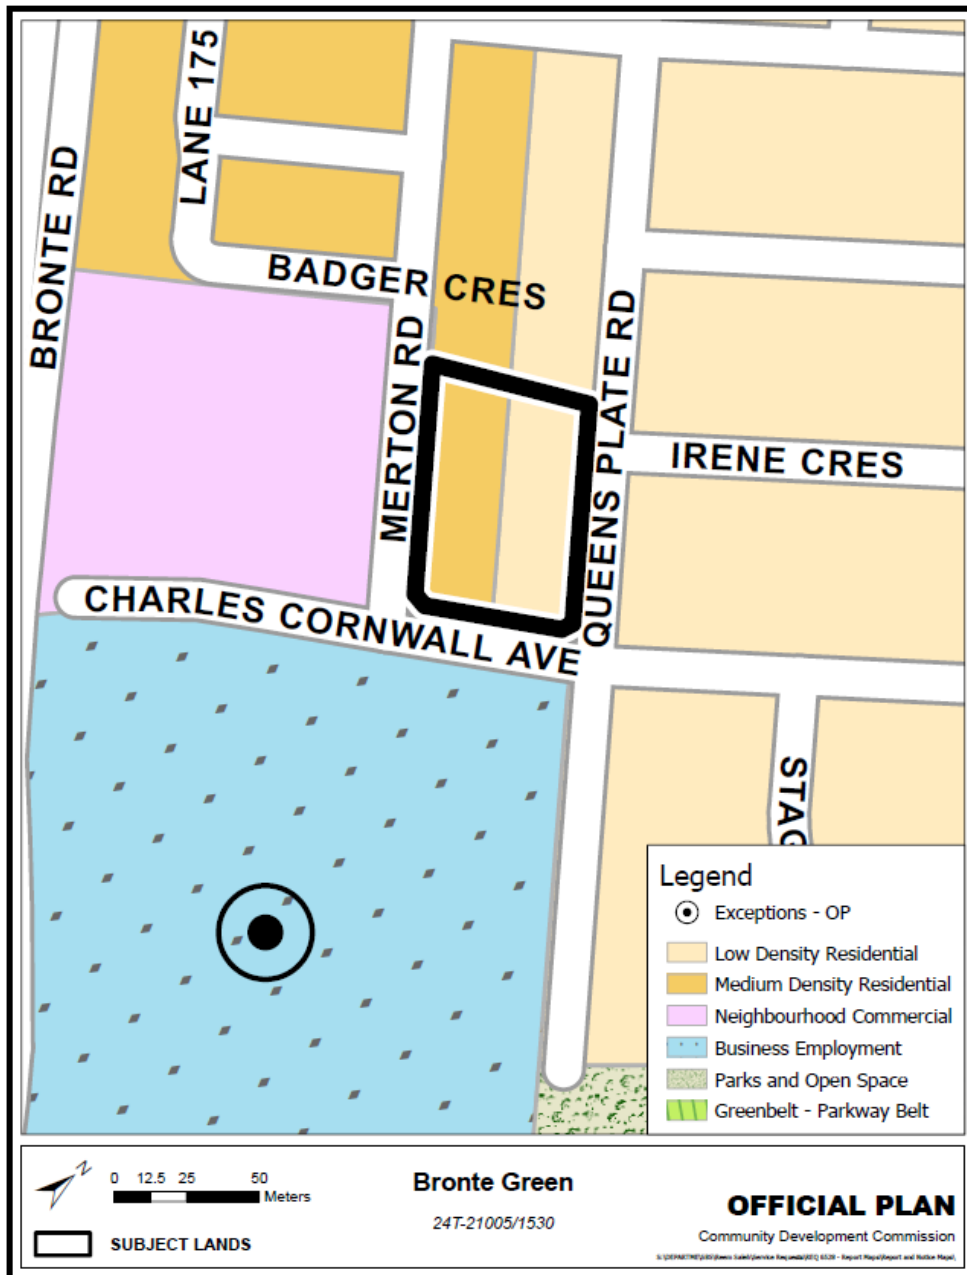 LANE 175
BRONTE RD
BADGER CRES
MERTON RD
QUEENS PLATE RD
IRENE CRES
CHARLES CORNWALL AVE
STAG
Legend
Exceptions - OP
Low Density Residential
Medium Density Residential
Neighbourhood Commercial
Business Employment
Parks and Open Space
Greenbelt - Parkway Belt
N
0 12.5 25 50
Meters
SUBJECT LANDS
Bronte Green
24T-21005/1530
OFFICIAL PLAN
Community Development Commission